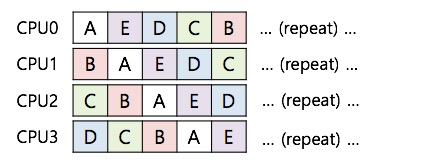 CPU0 A E D C B ... (repeat) ...
CPU1 B A E D C ... (repeat) ...
CPU2 C B A E D ... (repeat) ...
CPU3 D C B A E ... (repeat) ...